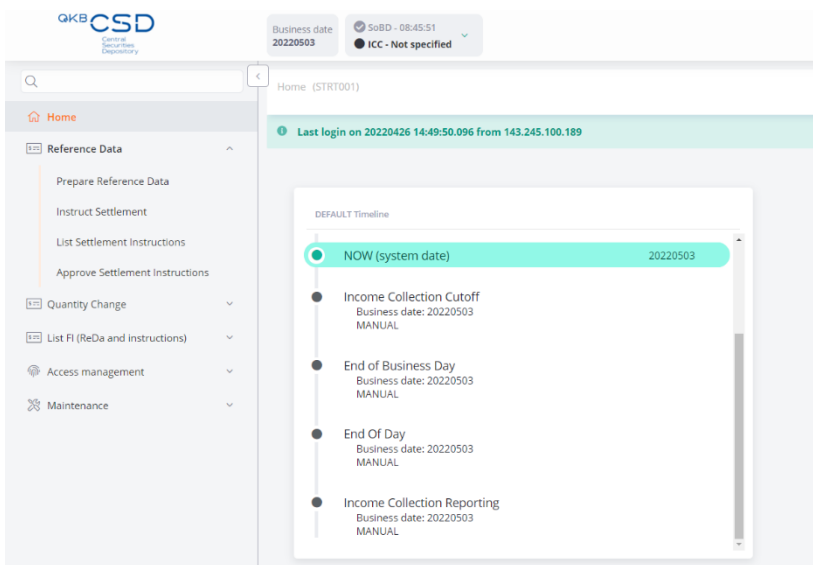 QKB CSD
Central
Securities
Depository
Business date
20220503
SoBD - 08:45:51
ICC - Not specified
Home (STRT001)
Home
Last login on 20220426 14:49:50.096 from 143.245.100.189
Reference Data
Prepare Reference Data
Instruct Settlement
List Settlement Instructions
Approve Settlement Instructions
Quantity Change
List FI (ReDa and instructions)
Access management
Maintenance
DEFAULT Timeline
NOW (system date) 20220503
Income Collection Cutoff
Business date: 20220503
MANUAL
End of Business Day
Business date: 20220503
MANUAL
End Of Day
Business date: 20220503
MANUAL
Income Collection Reporting
Business date: 20220503
MANUAL